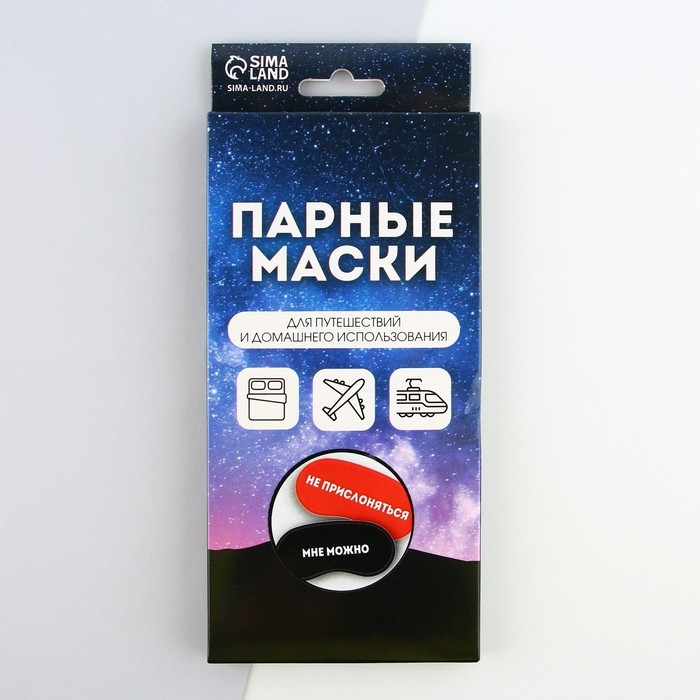 SIMA
LAND
SIMA-LAND.RU
ПАРНЫЕ
МАСКИ
ДЛЯ ПУТЕШЕСТВИЙ
И ДОМАШНЕГО ИСПОЛЬЗОВАНИЯ
НЕ ПРИСЛОНЯТЬСЯ
МНЕ МОЖНО